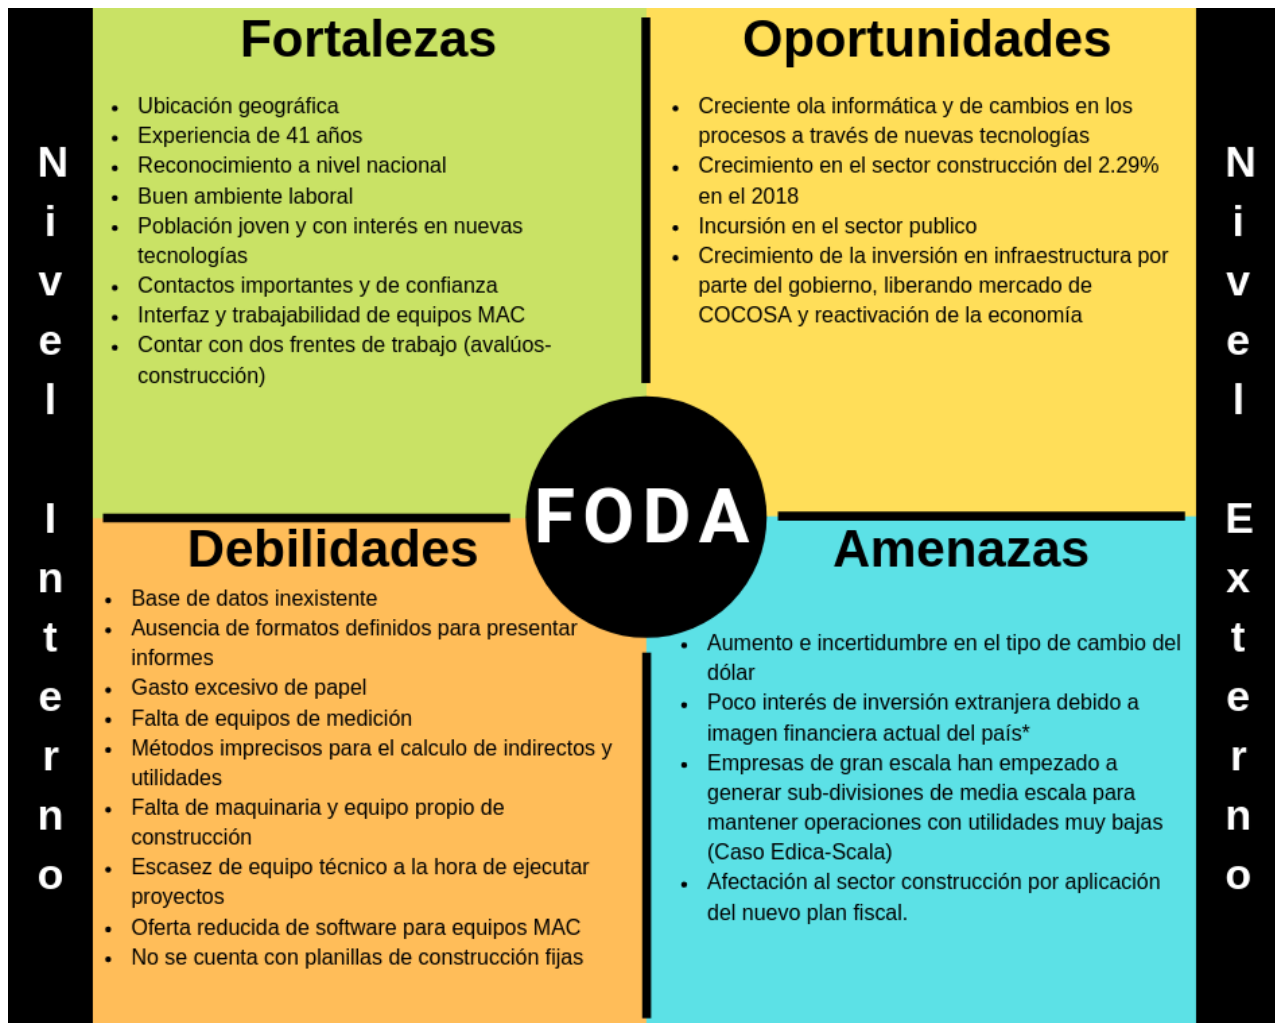 Nivel Interno
Fortalezas
• Ubicación geográfica
• Experiencia de 41 años
• Reconocimiento a nivel nacional
• Buen ambiente laboral
• Población joven y con interés en nuevas
tecnologías
• Contactos importantes y de confianza
• Interfaz y trabajabilidad de equipos MAC
• Contar con dos frentes de trabajo (avalúos-
construcción)
Oportunidades
• Creciente ola informática y de cambios en los
procesos a través de nuevas tecnologías
• Crecimiento en el sector construcción del 2.29%
en el 2018
• Incursión en el sector publico
• Crecimiento de la inversión en infraestructura por
parte del gobierno, liberando mercado de
COCOSA y reactivación de la economía
FODA
Debilidades
• Base de datos inexistente
• Ausencia de formatos definidos para presentar
informes
• Gasto excesivo de papel
• Falta de equipos de medición
• Métodos imprecisos para el calculo de indirectos y
utilidades
• Falta de maquinaria y equipo propio de
construcción
• Escasez de equipo técnico a la hora de ejecutar
proyectos
• Oferta reducida de software para equipos MAC
• No se cuenta con planillas de construcción fijas
Amenazas
• Aumento e incertidumbre en el tipo de cambio del
dólar
• Poco interés de inversión extranjera debido a
imagen financiera actual del país*
• Empresas de gran escala han empezado a
generar sub-divisiones de media escala para
mantener operaciones con utilidades muy bajas
(Caso Edica-Scala)
• Afectación al sector construcción por aplicación
del nuevo plan fiscal.
Nivel Externo